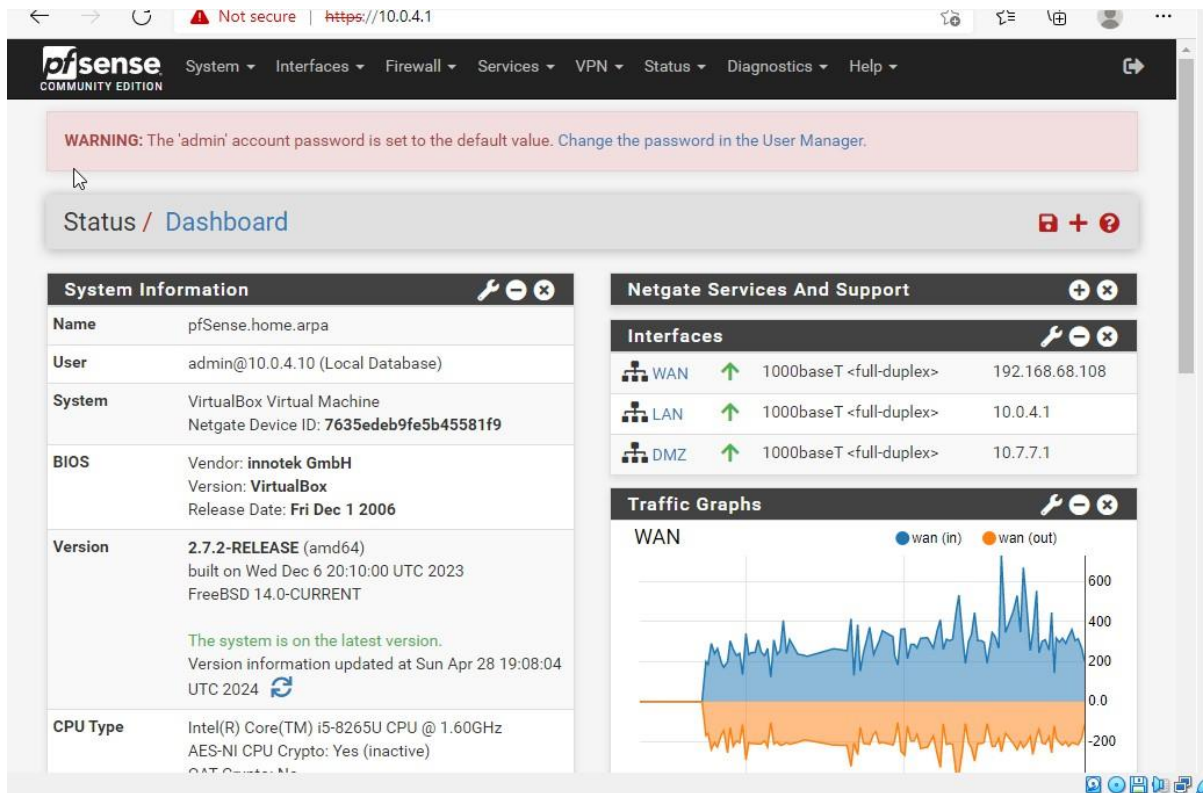 Not secure | https://10.0.4.1
pfsense
COMMUNITY EDITION
System Interfaces Firewall Services VPN Status Diagnostics Help
WARNING: The 'admin' account password is set to the default value. Change the password in the User Manager.
Status / Dashboard
System Information
Name pfSense.home.arpa
User admin@10.0.4.10 (Local Database)
System VirtualBox Virtual Machine
Netgate Device ID: 7635edeb9fe5b45581f9
BIOS Vendor: innotek GmbH
Version: VirtualBox
Release Date: Fri Dec 1 2006
Version 2.7.2-RELEASE (amd64)
built on Wed Dec 6 20:10:00 UTC 2023
FreeBSD 14.0-CURRENT
The system is on the latest version.
Version information updated at Sun Apr 28 19:08:04
UTC 2024
CPU Type Intel(R) Core(TM) i5-8265U CPU @ 1.60GHz
AES-NI CPU Crypto: Yes (inactive)
Netgate Services And Support
Interfaces
WAN 1000baseT <full-duplex> 192.168.68.108
LAN 1000baseT <full-duplex> 10.0.4.1
DMZ 1000baseT <full-duplex> 10.7.7.1
Traffic Graphs
WAN wan (in) wan (out)
600
400
200
0.0
-200